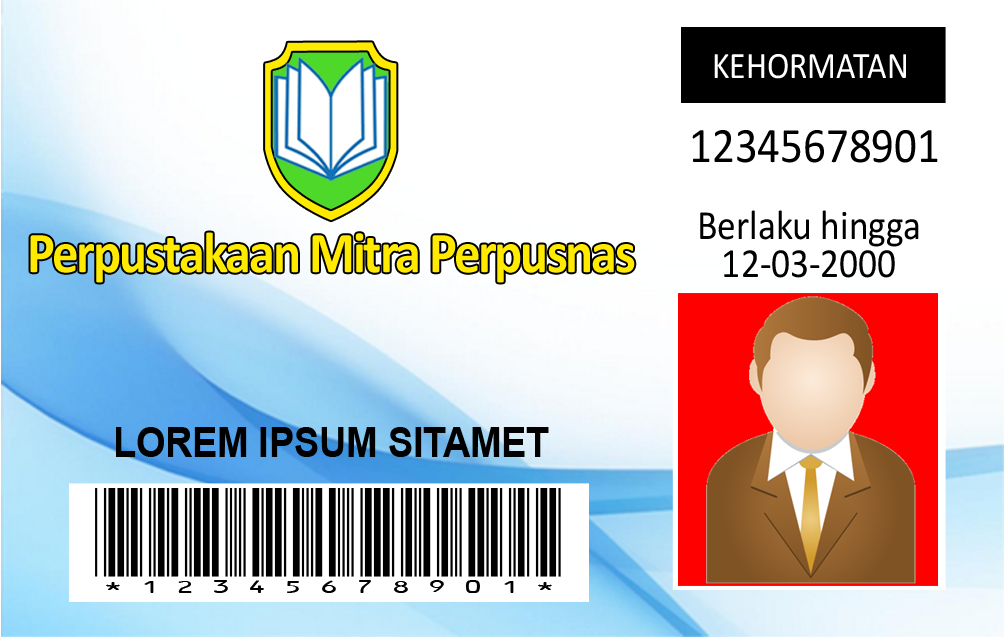 KEHORMATAN
12345678901
Berlaku hingga
12-03-2000
Perpustakaan Mitra Perpusnas
LOREM IPSUM SITAMET
*12345678901*